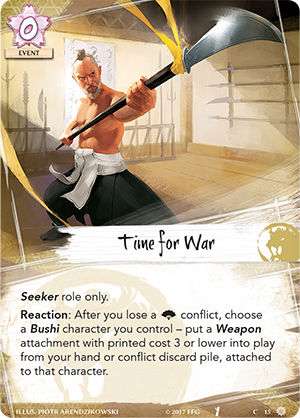 0
EVENT
Time for War
Seeker role only.
Reaction: After you lose a conflict, choose
a Bushi character you control – put a Weapon
attachment with printed cost 3 or lower into play
from your hand or conflict discard pile, attached
to that character.
ILLUS. PIOTR ARENDZIKOWSKI © 2017 FFG C 15